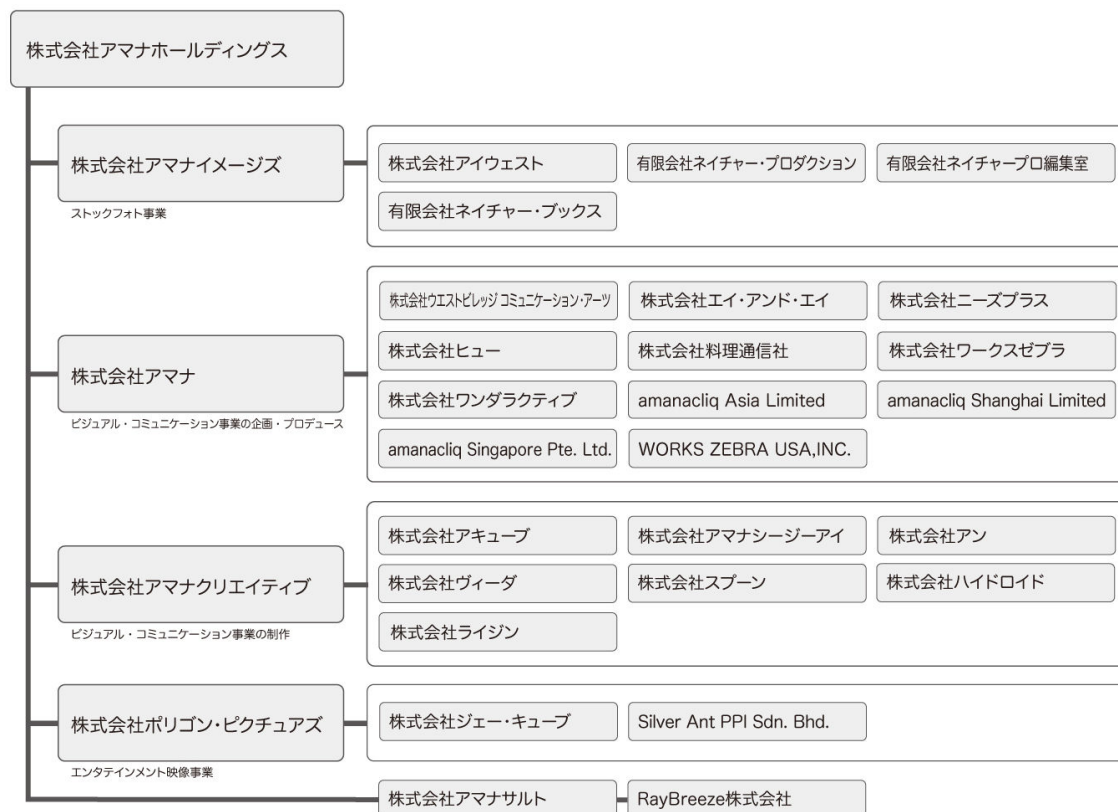 株式会社アマナホールディングス
株式会社アマナイメージズ
ストックフォト事業
株式会社アイウェスト
有限会社ネイチャー・プロダクション
有限会社ネイチャープロ編集室
有限会社ネイチャー・ブックス
株式会社アマナ
ビジュアル・コミュニケーション事業の企画・プロデュース
株式会社ウエストビレッジ コミュニケーション・アーツ
株式会社エイ・アンド・エイ
株式会社ニーズプラス
株式会社ヒュー
株式会社料理通信社
株式会社ワークスゼブラ
株式会社ワンダラクティブ
amanacliq Asia Limited
amanacliq Shanghai Limited
amanacliq Singapore Pte. Ltd.
WORKS ZEBRA USA,INC.
株式会社アマナクリエイティブ
ビジュアル・コミュニケーション事業の制作
株式会社アキューブ
株式会社アマナシージーアイ
株式会社アン
株式会社ヴィーダ
株式会社スプーン
株式会社ハイドロイド
株式会社ライジン
株式会社ポリゴン・ピクチュアズ
エンタテインメント映像事業
株式会社ジェー・キューブ
Silver Ant PPI Sdn. Bhd.
株式会社アマナサルト
RayBreeze株式会社